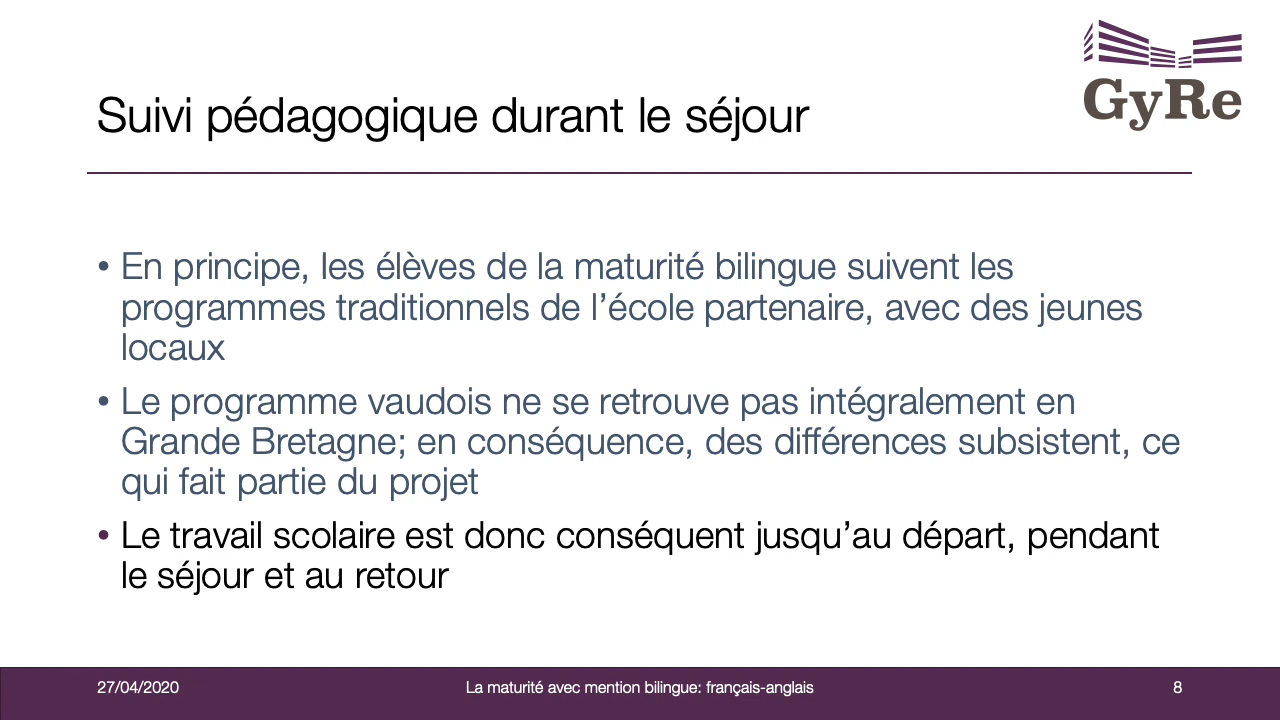 GyRe
Suivi pédagogique durant le séjour
• En principe, les élèves de la maturité bilingue suivent les
programmes traditionnels de l’école partenaire, avec des jeunes
locaux
• Le programme vaudois ne se retrouve pas intégralement en
Grande Bretagne; en conséquence, des différences subsistent, ce
qui fait partie du projet
• Le travail scolaire est donc conséquent jusqu’au départ, pendant
le séjour et au retour
27/04/2020
La maturité avec mention bilingue: français-anglais
8